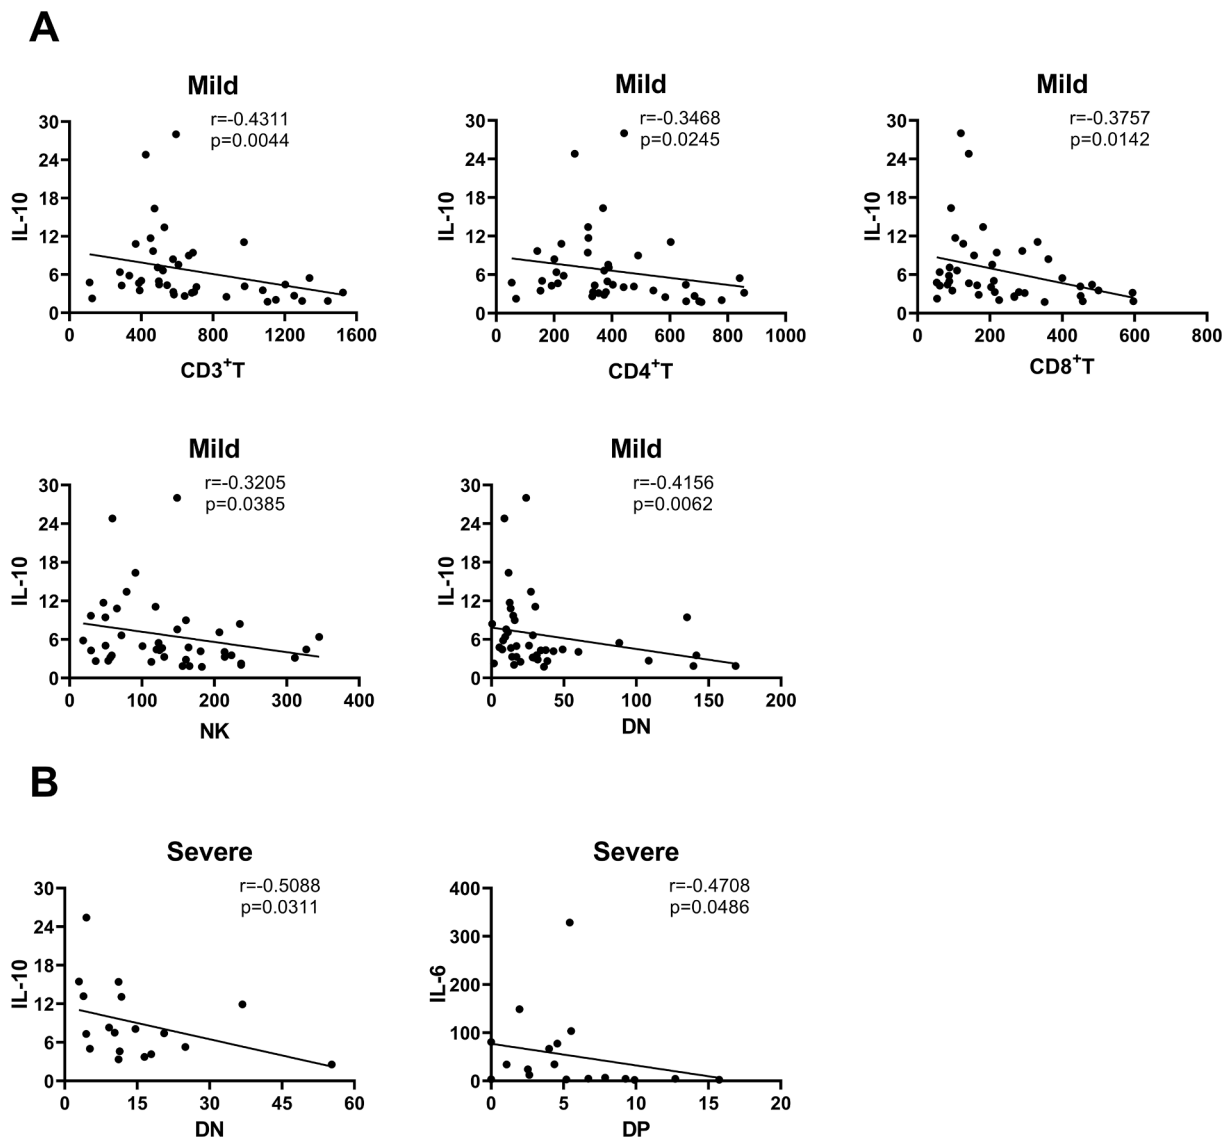 A
Mild
r=-0.4311
p=0.0044
30
24
18
12
6
0
IL-10
0 400 800 1200 1600
CD3+T
Mild
r=-0.3468
p=0.0245
30
24
18
12
6
0
IL-10
0 200 400 600 800 1000
CD4+T
Mild
r=-0.3757
p=0.0142
30
24
18
12
6
0
IL-10
0 200 400 600 800
CD8+T
Mild
r=-0.3205
p=0.0385
30
24
18
12
6
0
IL-10
0 100 200 300 400
NK
Mild
r=-0.4156
p=0.0062
30
24
18
12
6
0
IL-10
0 50 100 150 200
DN
B
Severe
r=-0.5088
p=0.0311
30
24
18
12
6
0
IL-10
0 15 30 45 60
DN
Severe
r=-0.4708
p=0.0486
400
300
200
100
0
IL-6
0 5 10 15 20
DP